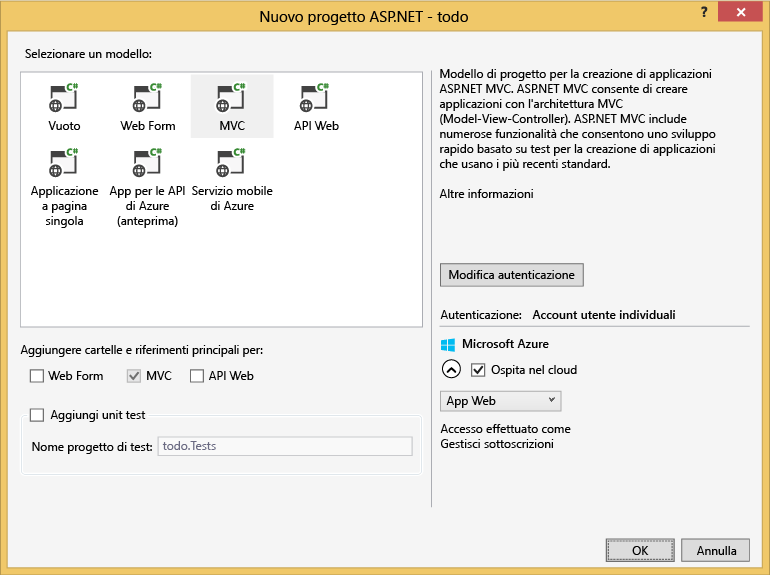 Nuovo progetto ASP.NET - todo
?
Selezionare un modello:
C#
C#
C#
C#
Vuoto
Web Form
MVC
API Web
C#
C#
C#
Applicazione
a pagina
singola
App per le API
di Azure
(anteprima)
Servizio mobile
di Azure
Aggiungere cartelle e riferimenti principali per:
Web Form
MVC
API Web
Aggiungi unit test
Nome progetto di test:
todo.Tests
Modello di progetto per la creazione di applicazioni
ASP.NET MVC. ASP.NET MVC consente di creare
applicazioni con l'architettura MVC
(Model-View-Controller). ASP.NET MVC include
numerose funzionalità che consentono uno sviluppo
rapido basato su test per la creazione di applicazioni
che usano i più recenti standard.
Altre informazioni
Modifica autenticazione
Autenticazione: Account utente individuali
Microsoft Azure
Ospita nel cloud
App Web
Accesso effettuato come
Gestisci sottoscrizioni
OK
Annulla